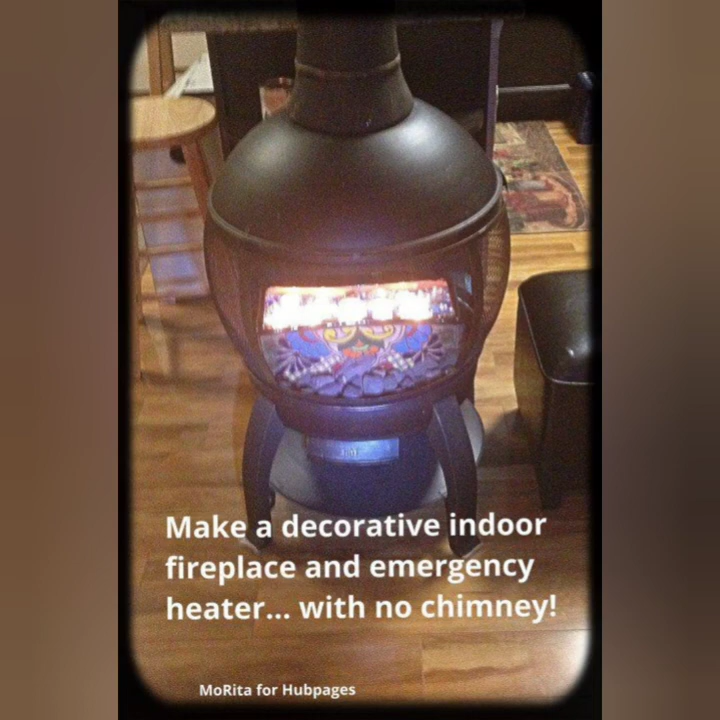 Make a decorative indoor
fireplace and emergency
heater... with no chimney!
MoRita for Hubpages